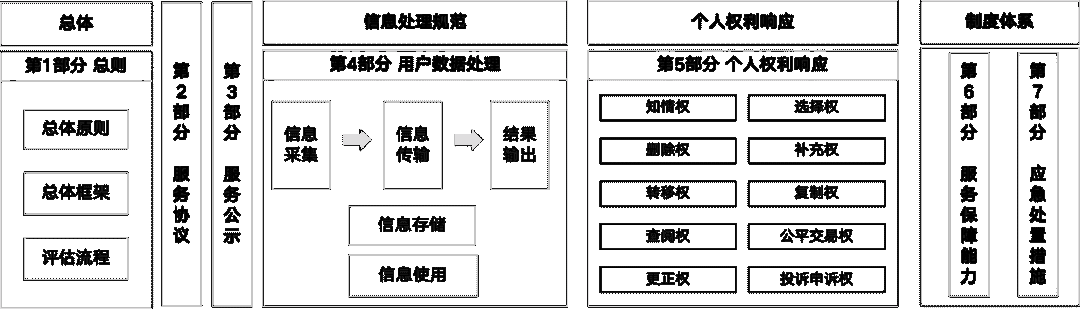 总体
第1部分 总则
总体原则
总体框架
评估流程
第2部分 服务协议
第3部分 服务公示
信息处理规范
第4部分 用户数据处理
信息
采集
信息
传输
结果
输出
信息存储
信息使用
个人权利响应
第5部分 个人权利响应
知情权
选择权
删除权
补充权
转移权
复制权
查阅权
公平交易权
更正权
投诉申诉权
制度体系
第6部分 服务保障能力
第7部分 应急处置措施